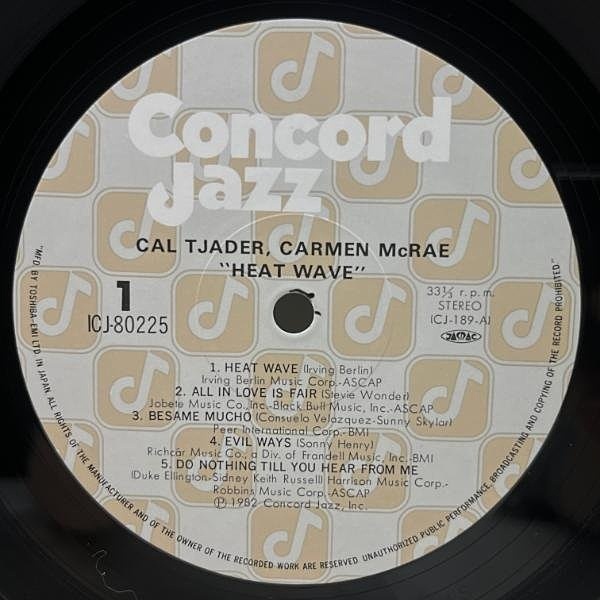 Concord
Jazz
CAL TJADER, CARMEN McRAE
"HEAT WAVE"
1
ICJ-80225
33⅓ r.p.m.
STEREO
(CJ-189-A)
JASRAC
1. HEAT WAVE (Irving Berlin)
Irving Berlin Music Corp.-ASCAP
2. ALL IN LOVE IS FAIR (Stevie Wonder)
Jobete Music Co., Inc.-Black Bull Music, Inc.-ASCAP
3. BESAME MUCHO (Consuelo Velazquez-Sunny Skylar)
Peer International Corp.-BMI
4. EVIL WAYS (Sonny Henry)
Richcar Music Co., a Div. of Frandell Music, Inc.-BMI
5. DO NOTHING TILL YOU HEAR FROM ME
(Duke Ellington-Sidney Keith Russell) Harrison Music Corp.-
Robbins Music Corp.-ASCAP
℗ 1982 Concord Jazz, Inc.
"MFD. BY TOSHIBA-EMI LTD. IN JAPAN ALL RIGHTS OF THE MANUFACTURER AND OF THE OWNER OF THE RECORDED WORK ARE RESERVED. UNAUTHORIZED PUBLIC PERFORMANCE, BROADCASTING AND COPYING OF THE RECORD PROHIBITED."